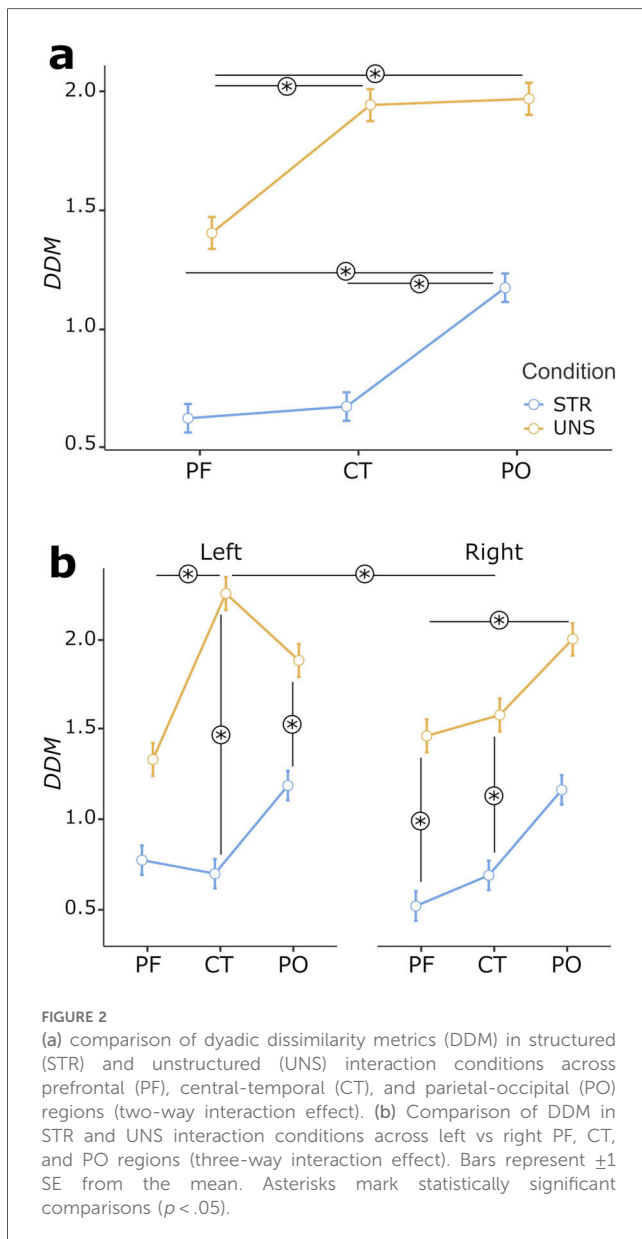 a
2.0
1.5
1.0
0.5
DDM
Condition
STR
UNS
PF CT PO
b
Left Right
2.0
1.5
1.0
0.5
DDM
PF CT PO PF CT PO
FIGURE 2
(a) comparison of dyadic dissimilarity metrics (DDM) in structured
(STR) and unstructured (UNS) interaction conditions across
prefrontal (PF), central-temporal (CT), and parietal-occipital (PO)
regions (two-way interaction effect). (b) Comparison of DDM in
STR and UNS interaction conditions across left vs right PF, CT,
and PO regions (three-way interaction effect). Bars represent ±1
SE from the mean. Asterisks mark statistically significant
comparisons (p < .05).